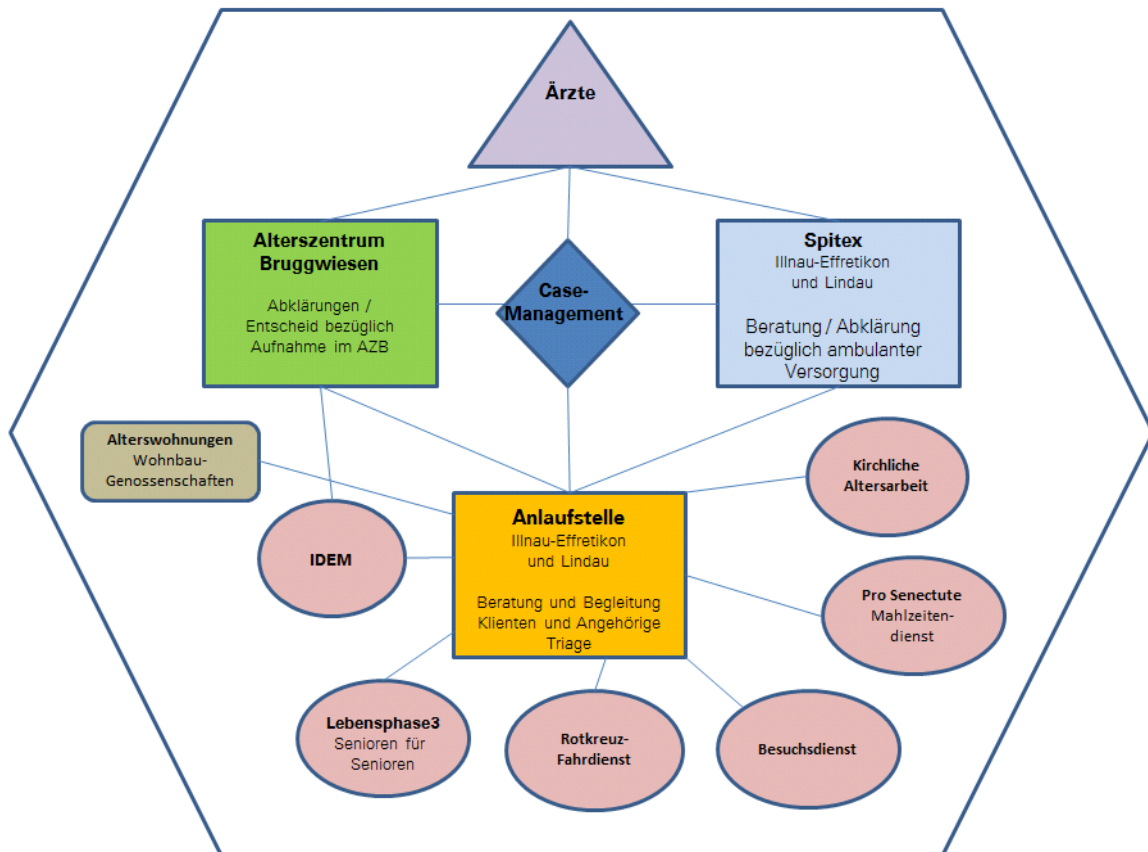 Ärzte
Alterszentrum
Bruggwiesen
Abklärungen /
Entscheid bezüglich
Aufnahme im AZB
Case-
Management
Spitex
Illnau-Effretikon
und Lindau
Beratung / Abklärung
bezüglich ambulanter
Versorgung
Alterswohnungen
Wohnbau-
Genossenschaften
Kirchliche
Altersarbeit
IDEM
Anlaufstelle
Illnau-Effretikon
und Lindau
Beratung und Begleitung
Klienten und Angehörige
Triage
Pro Senectute
Mahlzeiten-
dienst
Lebensphase3
Senioren für
Senioren
Rotkreuz-
Fahrdienst
Besuchsdienst